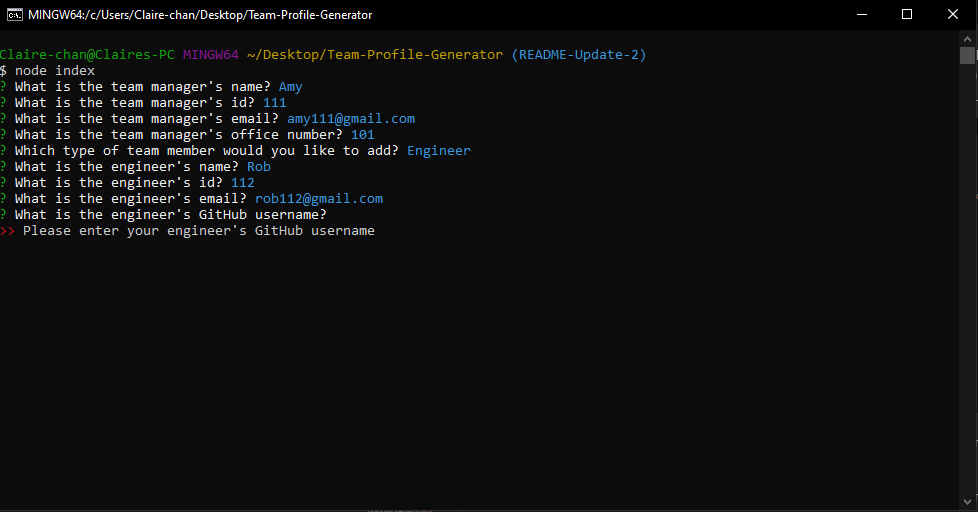 MINGW64:/c/Users/Claire-chan/Desktop/Team-Profile-Generator
Claire-chan@Claires-PC MINGW64 ~/Desktop/Team-Profile-Generator (README-Update-2)
$ node index
? What is the team manager's name? Amy
? What is the team manager's id? 111
? What is the team manager's email? amy111@gmail.com
? What is the team manager's office number? 101
? Which type of team member would you like to add? Engineer
? What is the engineer's name? Rob
? What is the engineer's id? 112
? What is the engineer's email? rob112@gmail.com
? What is the engineer's GitHub username?
>> Please enter your engineer's GitHub username